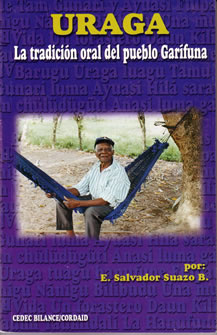 URAGA
La tradición oral del pueblo Garífuna
por:
E. Salvador Suazo B.
CEDEC BILANCE/CORDAID